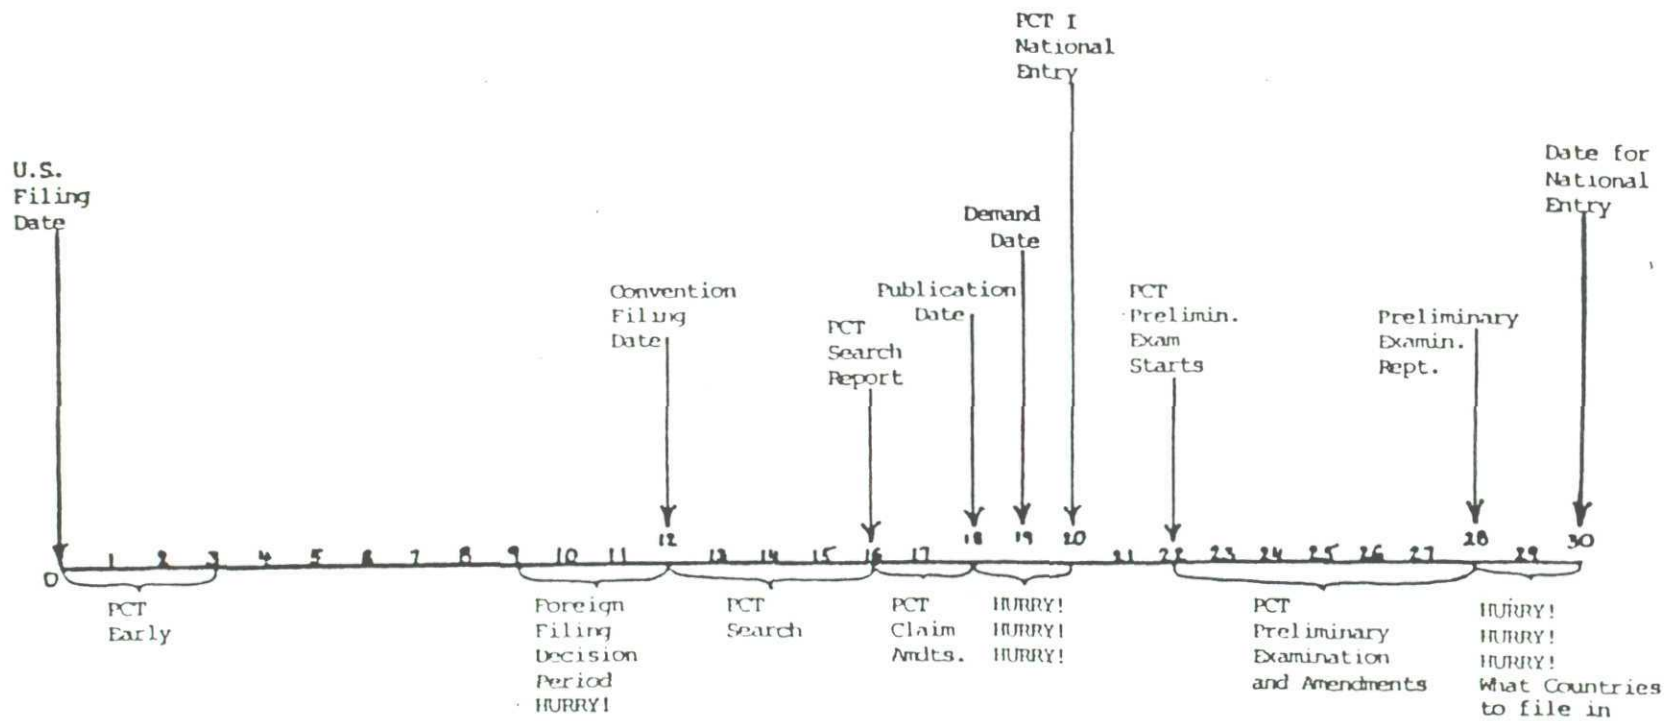 PCT I
National
Entry
U.S.
Filing
Date
Date for
National
Entry
Demand
Date
Convention
Filing
Date
PCT
Search
Report
Publication
Date
PCT
Prelimin.
Exam
Starts
Preliminary
Examin.
Rept.
0 1 2 3 4 5 6 7 8 9 10 11 12 13 14 15 16 17 18 19 20 21 22 23 24 25 26 27 28 29 30
PCT
Early
Foreign
Filing
Decision
Period
HURRY!
PCT
Search
PCT
Claim
Amdts.
HURRY!
HURRY!
HURRY!
PCT
Preliminary
Examination
and Amendments
HURRY!
HURRY!
HURRY!
What Countries
to file in